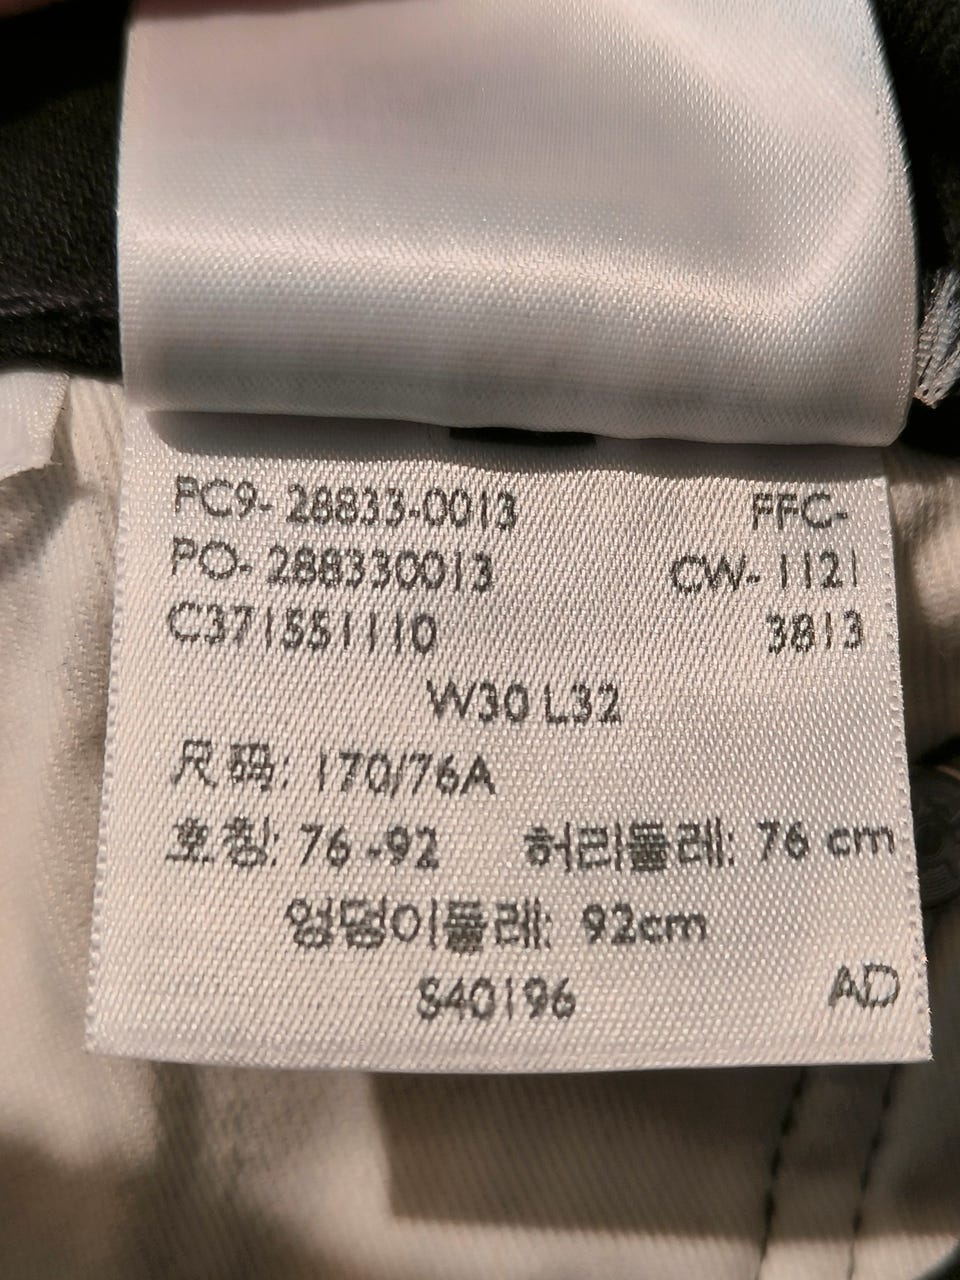 PC9- 28833-0013 FFC-
PO- 288330013 CW- 1121
C371551110 3813
W30 L32
尺码: 170/76A
호칭: 76 -92 허리둘레: 76 cm
엉덩이둘레: 92cm
S40196 AD